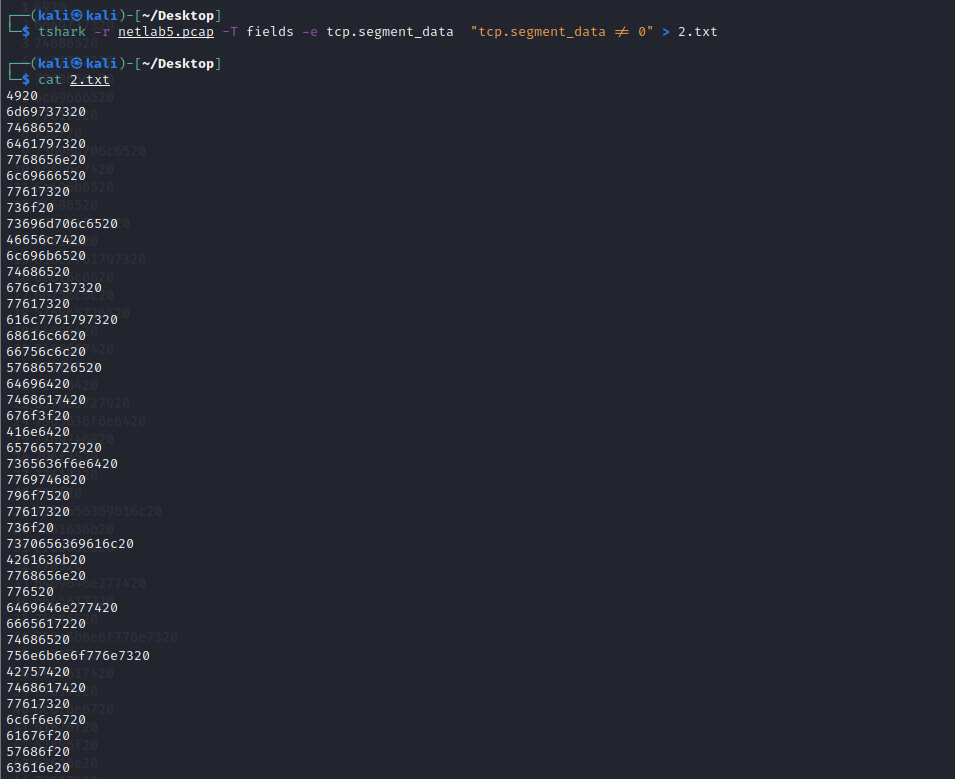 ┌──(kali㉿kali)-[~/Desktop]
└─$ tshark -r netlab5.pcap -T fields -e tcp.segment_data  "tcp.segment_data ≠ 0" > 2.txt
┌──(kali㉿kali)-[~/Desktop]
└─$ cat 2.txt
4920
6d69737320
74686520
6461797320
7768656e20
6c69666520
77617320
736f20
73696d706c6520
46656c7420
6c696b6520
74686520
676c61737320
77617320
616c7761797320
68616c6620
66756c6c20
576865726520
64696420
7468617420
676f3f20
416e6420
657665727920
7365636f6e6420
7769746820
796f7520
77617320
736f20
7370656369616c20
4261636b20
7768656e20
776520
6469646e277420
6665617220
74686520
756e6b6e6f776e7320
42757420
7468617420
77617320
6c6f6e6720
61676f20
57686f20
63616e20